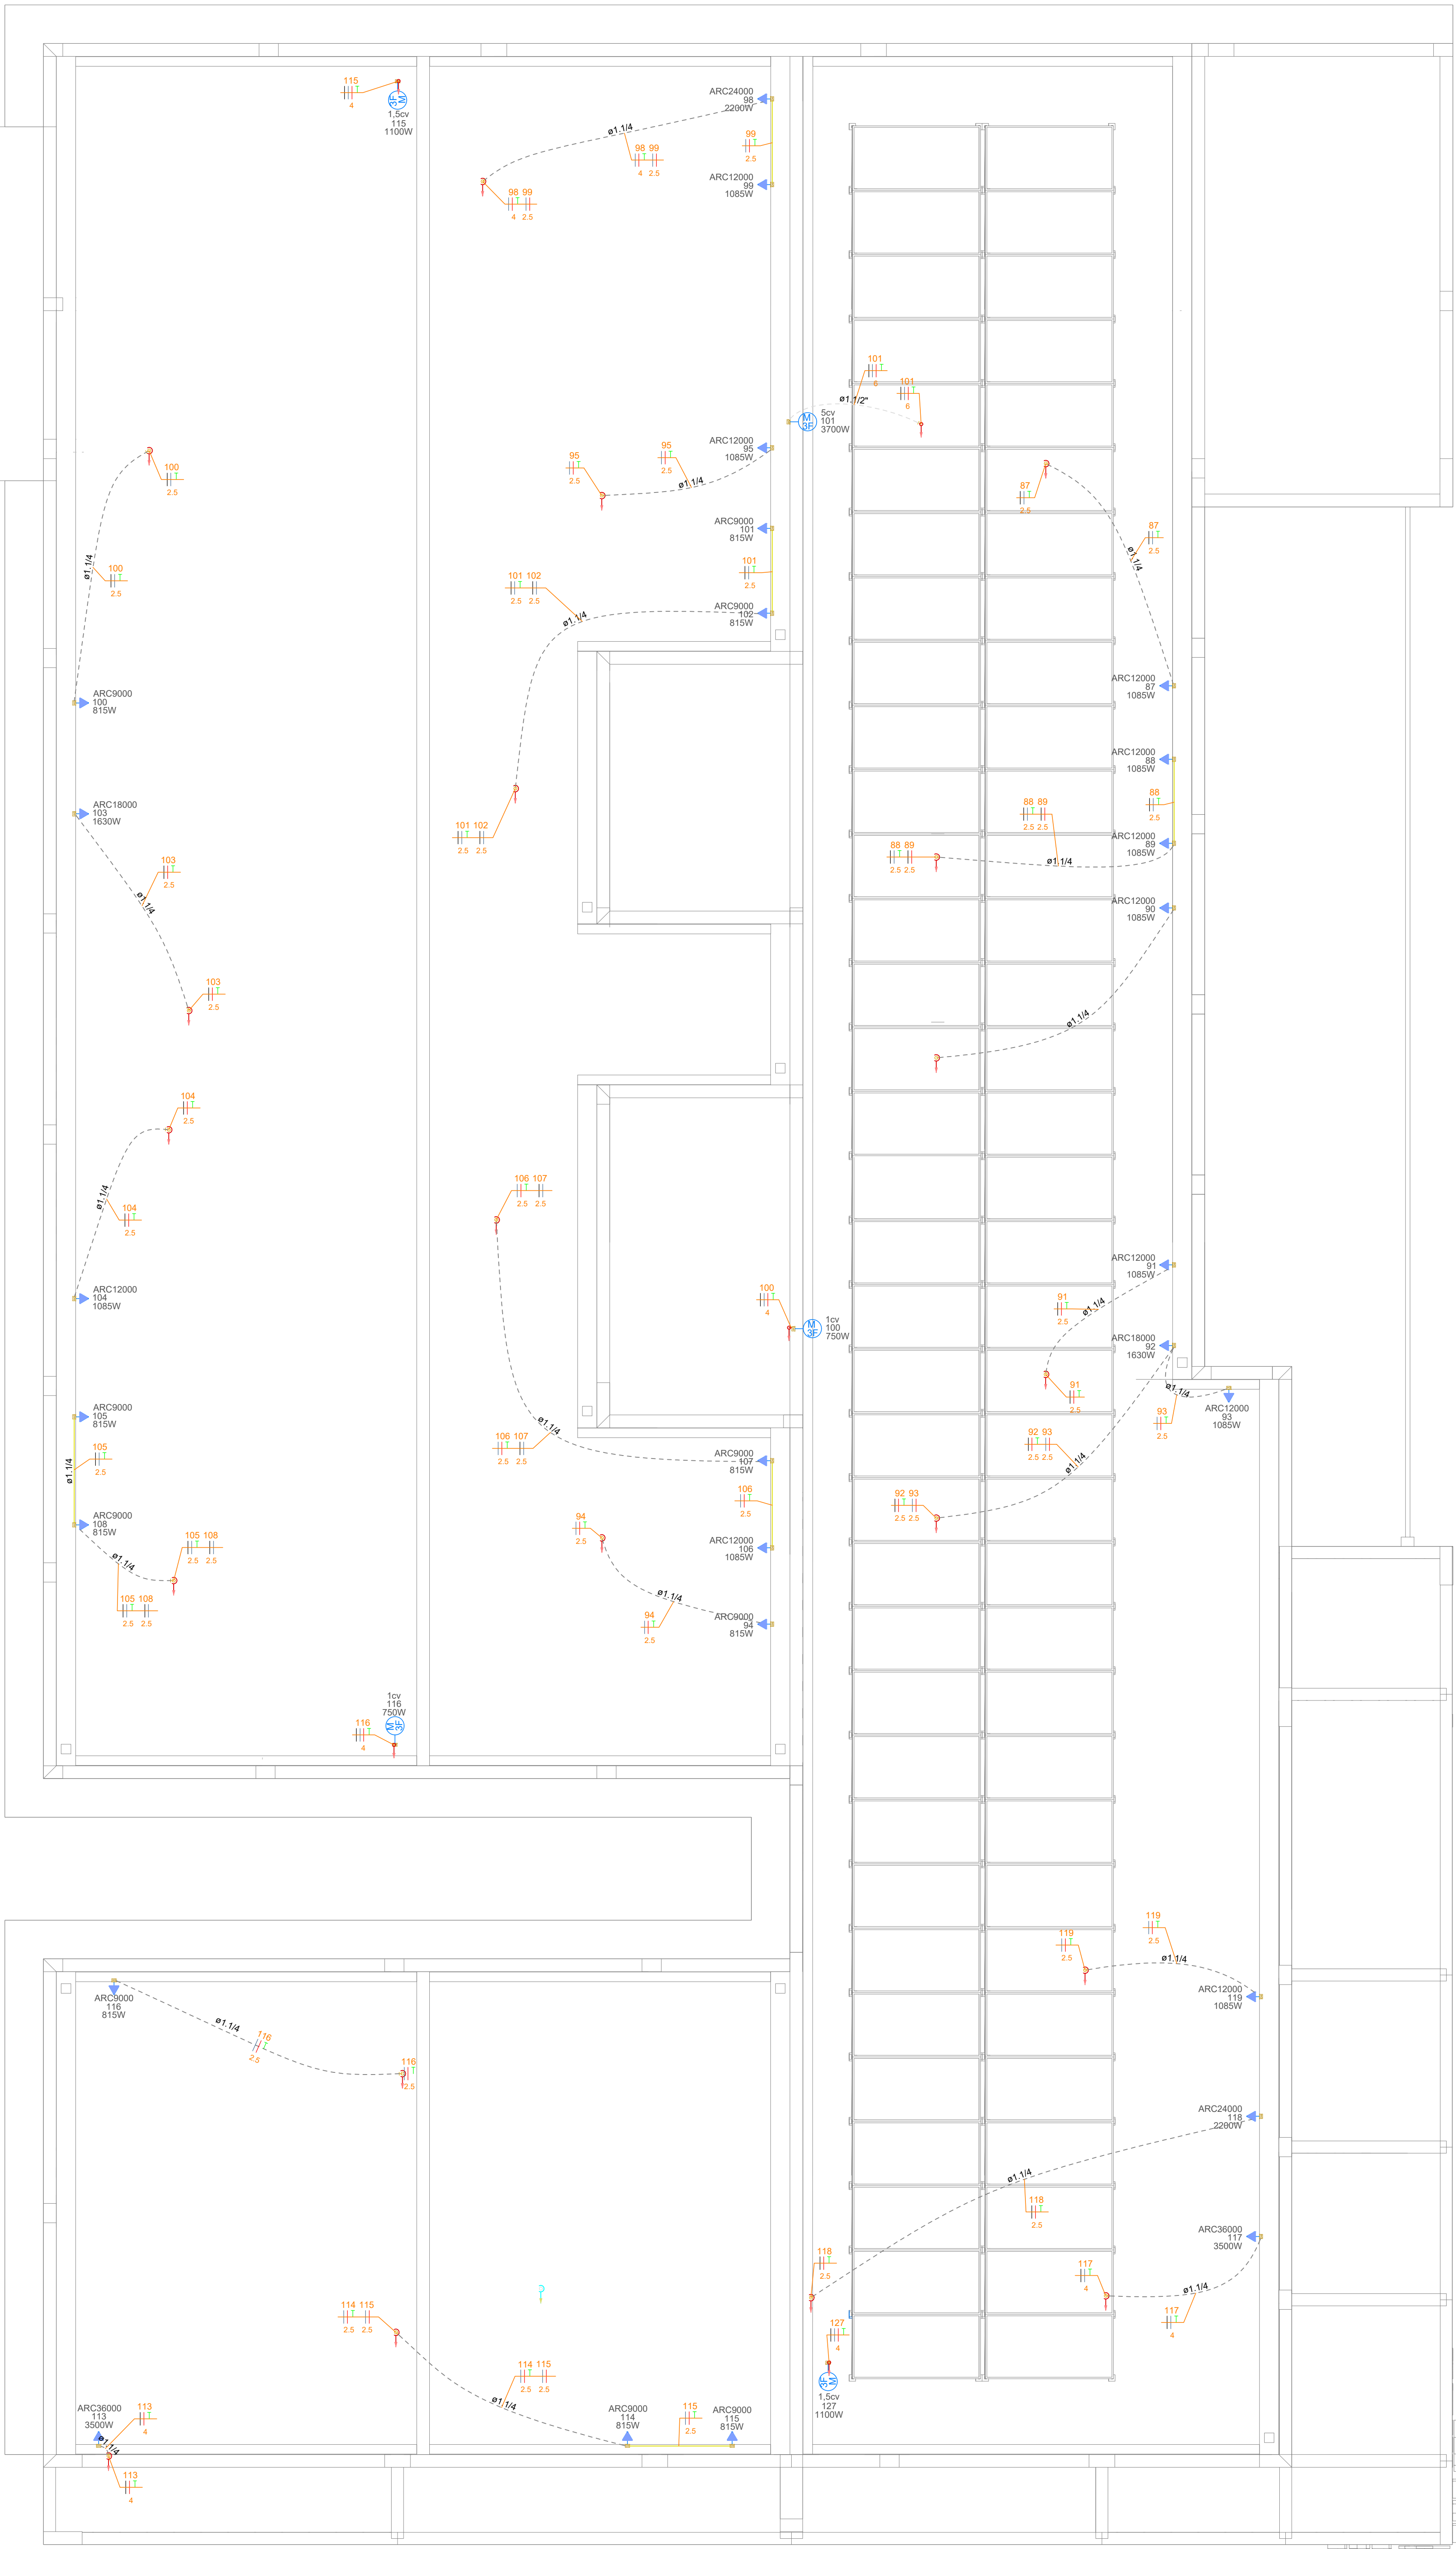 115
4
3F
M
1,5cv
115
1100W
ARC24000
98
2200W
ø1.1/4
99
2.5
98 99
4 2.5
ARC12000
99
1085W
98 99
4 2.5
101
6
101
6
ø1.1/2"
M
3F
5cv
101
3700W
ARC12000
95
1085W
95
2.5
95
2.5
ø1.1/4
100
2.5
100
2.5
ø1.1/4
87
2.5
87
2.5
ø1.1/4
ARC9000
101
815W
101
2.5
101 102
2.5 2.5
ARC9000
102
815W
ø1.1/4
ARC12000
87
1085W
ARC9000
100
815W
ARC12000
88
1085W
88
2.5
ARC18000
103
1630W
88 89
2.5 2.5
101 102
2.5 2.5
ARC12000
89
1085W
88 89
2.5 2.5
ø1.1/4
103
2.5
ø1.1/4
ARC12000
90
1085W
103
2.5
ø1.1/4
104
2.5
104
2.5
ø1.1/4
106 107
2.5 2.5
ARC12000
91
1085W
ARC12000
104
1085W
100
4
M
3F
1cv
100
750W
91
2.5
ø1.1/4
ARC18000
92
1630W
91
2.5
ø1.1/4
ARC12000
93
1085W
93
2.5
ARC9000
105
815W
105
2.5
ø1.1/4
ø1.1/4
106 107
2.5 2.5
92 93
2.5 2.5
ø1.1/4
ARC9000
107
815W
106
2.5
92 93
2.5 2.5
ARC9000
108
815W
94
2.5
ARC12000
106
1085W
ø1.1/4
105 108
2.5 2.5
105 108
2.5 2.5
ø1.1/4
94
2.5
ARC9000
94
815W
1cv
116
750W
M
3F
116
4
119
2.5
119
2.5
ø1.1/4
ARC9000
116
815W
ARC12000
119
1085W
ø1.1/4
116
2.5
116
2.5
ARC24000
118
2200W
ø1.1/4
118
2.5
ARC36000
117
3500W
118
2.5
117
4
ø1.1/4
117
4
114 115
2.5 2.5
127
4
3F
M
1,5cv
127
1100W
114 115
2.5 2.5
ø1.1/4
ARC36000
113
3500W
113
4
ø1.1/4
ARC9000
114
815W
115
2.5
ARC9000
115
815W
113
4